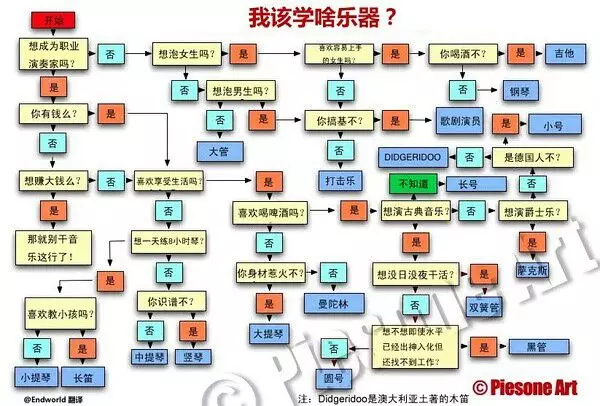 我该学啥乐器？
开始
想成为职业
演奏家吗？
否
想泡女生吗？
是
喜欢容易上手
的女生吗？
是
你喝酒不？
是
吉他
是
否
想泡男生吗？
否
否
钢琴
你有钱么？
是
否
是
你搞基不？
是
歌剧演员
是
小号
否
大管
否
DIDGERIDOO
否
是德国人不？
想赚大钱么？
否
喜欢享受生活吗？
是
打击乐
不知道
长号
否
是
否
喜欢喝啤酒吗？
是
想演古典音乐？
否
想演爵士乐？
那就别干音
乐这行了！
想一天练8小时琴？
否
是
是
是
否
你身材惹火不？
否
想没日没夜干活？
是
蒙克斯
喜欢教小孩吗？
你识谱不？
是
曼陀林
否
双簧管
否
是
否
是
大提琴
想不想即使水平
已经出神入化但
还找不到工作？
是
黑管
小提琴
长笛
中提琴
竖琴
圆号
否
@Endworld 翻译
注：Didgeridoo是澳大利亚土著的木笛
© Piesone Art
Piesone Art